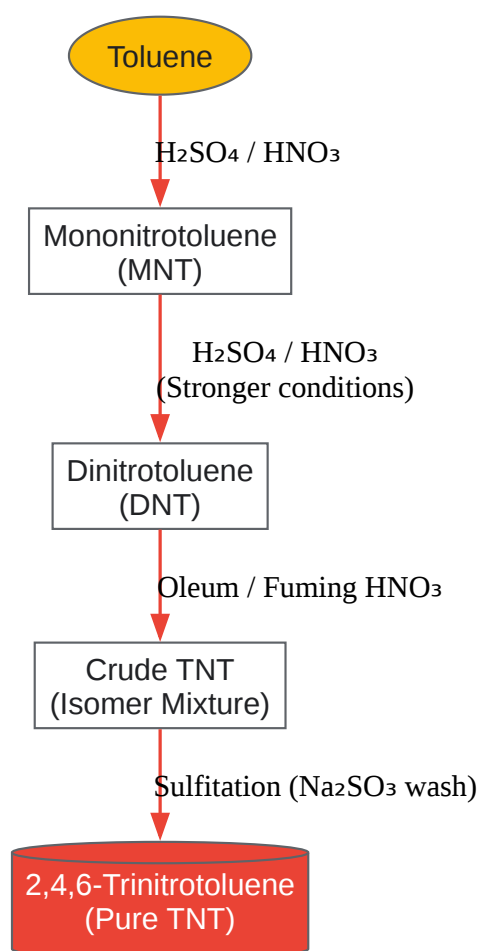 Toluene
H₂SO₄ / HNO₃
Mononitrotoluene
(MNT)
H₂SO₄ / HNO₃
(Stronger conditions)
Dinitrotoluene
(DNT)
Oleum / Fuming HNO₃
Crude TNT
(Isomer Mixture)
Sulfitation (Na₂SO₃ wash)
2,4,6-Trinitrotoluene
(Pure TNT)